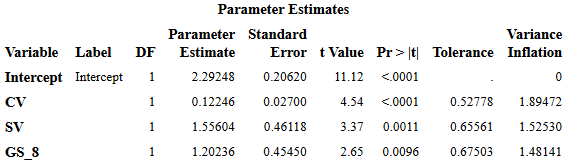 Parameter Estimates
Variable Label DF Parameter Estimate Standard Error t Value Pr > |t| Tolerance Variance Inflation
Intercept Intercept 1 2.29248 0.20620 11.12 <.0001 . 0
CV 1 0.12246 0.02700 4.54 <.0001 0.52778 1.89472
SV 1 1.55604 0.46118 3.37 0.0011 0.65561 1.52530
GS_8 1 1.20236 0.45450 2.65 0.0096 0.67503 1.48141